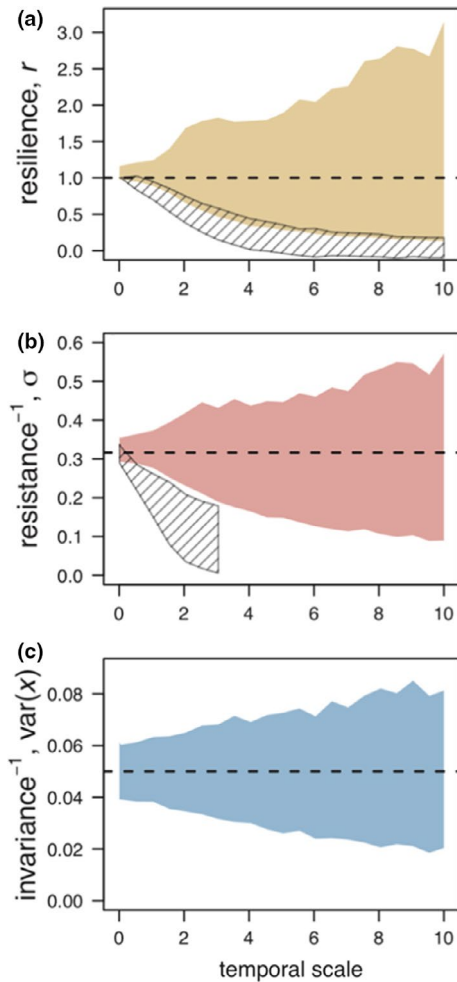 (a)
resilience, r
3.0
2.5
2.0
1.5
1.0
0.5
0.0
0 2 4 6 8 10
(b)
resistance⁻¹, σ
0.6
0.5
0.4
0.3
0.2
0.1
0.0
0 2 4 6 8 10
(c)
invariance⁻¹, var(x)
0.08
0.06
0.04
0.02
0.00
0 2 4 6 8 10
temporal scale